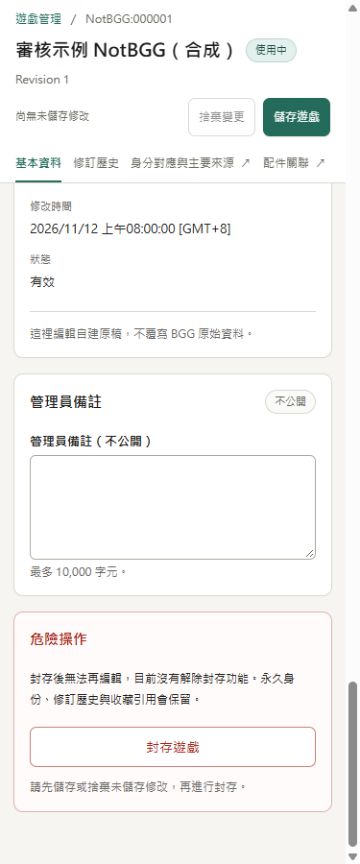 遊戲管理 / NotBGG:000001
審核示例 NotBGG（合成） 使用中
Revision 1
尚無未儲存修改 捨棄變更 儲存遊戲
基本資料 修訂歷史 身分對應與主要來源 ↗ 配件關聯 ↗
修改時間
2026/11/12 上午08:00:00 [GMT+8]
狀態
有效
這裡編輯自建原稿，不覆寫 BGG 原始資料。
管理員備註 不公開
管理員備註（不公開）
最多 10,000 字元。
危險操作
封存後無法再編輯，目前沒有解除封存功能。永久身
份、修訂歷史與收藏引用會保留。
封存遊戲
請先儲存或捨棄未儲存修改，再進行封存。